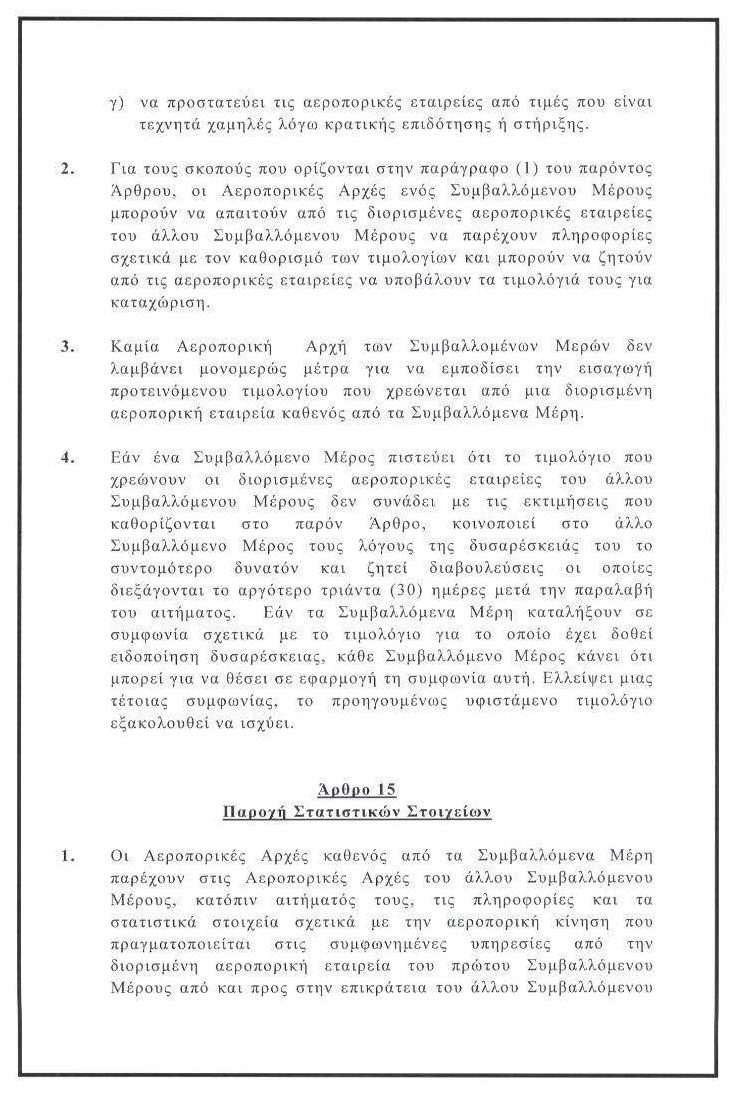 γ) να προστατεύει τις αεροπορικές εταιρείες από τιμές που είναι
τεχνητά χαμηλές λόγω κρατικής επιδότησης ή στήριξης.
2. Για τους σκοπούς που ορίζονται στην παράγραφο (1) του παρόντος
Άρθρου, οι Αεροπορικές Αρχές ενός Συμβαλλόμενου Μέρους
μπορούν να απαιτούν από τις διορισμένες αεροπορικές εταιρείες
του άλλου Συμβαλλόμενου Μέρους να παρέχουν πληροφορίες
σχετικά με τον καθορισμό των τιμολογίων και μπορούν να ζητούν
από τις αεροπορικές εταιρείες να υποβάλουν τα τιμολόγιά τους για
καταχώριση.
3. Καμία Αεροπορική Αρχή των Συμβαλλομένων Μερών δεν
λαμβάνει μονομερώς μέτρα για να εμποδίσει την εισαγωγή
προτεινόμενου τιμολογίου που χρεώνεται από μια διορισμένη
αεροπορική εταιρεία καθενός από τα Συμβαλλόμενα Μέρη.
4. Εάν ένα Συμβαλλόμενο Μέρος πιστεύει ότι το τιμολόγιο που
χρεώνουν οι διορισμένες αεροπορικές εταιρείες του άλλου
Συμβαλλόμενου Μέρους δεν συνάδει με τις εκτιμήσεις που
καθορίζονται στο παρόν Άρθρο, κοινοποιεί στο άλλο
Συμβαλλόμενο Μέρος τους λόγους της δυσαρέσκειάς του το
συντομότερο δυνατόν και ζητεί διαβουλεύσεις οι οποίες
διεξάγονται το αργότερο τριάντα (30) ημέρες μετά την παραλαβή
του αιτήματος. Εάν τα Συμβαλλόμενα Μέρη καταλήξουν σε
συμφωνία σχετικά με το τιμολόγιο για το οποίο έχει δοθεί
ειδοποίηση δυσαρέσκειας, κάθε Συμβαλλόμενο Μέρος κάνει ότι
μπορεί για να θέσει σε εφαρμογή τη συμφωνία αυτή. Ελλείψει μιας
τέτοιας συμφωνίας, το προηγουμένως υφιστάμενο τιμολόγιο
εξακολουθεί να ισχύει.
Άρθρο 15
Παροχή Στατιστικών Στοιχείων
1. Οι Αεροπορικές Αρχές καθενός από τα Συμβαλλόμενα Μέρη
παρέχουν στις Αεροπορικές Αρχές του άλλου Συμβαλλόμενου
Μέρους, κατόπιν αιτήματός τους, τις πληροφορίες και τα
στατιστικά στοιχεία σχετικά με την αεροπορική κίνηση που
πραγματοποιείται στις συμφωνημένες υπηρεσίες από την
διορισμένη αεροπορική εταιρεία του πρώτου Συμβαλλόμενου
Μέρους από και προς στην επικράτεια του άλλου Συμβαλλόμενου